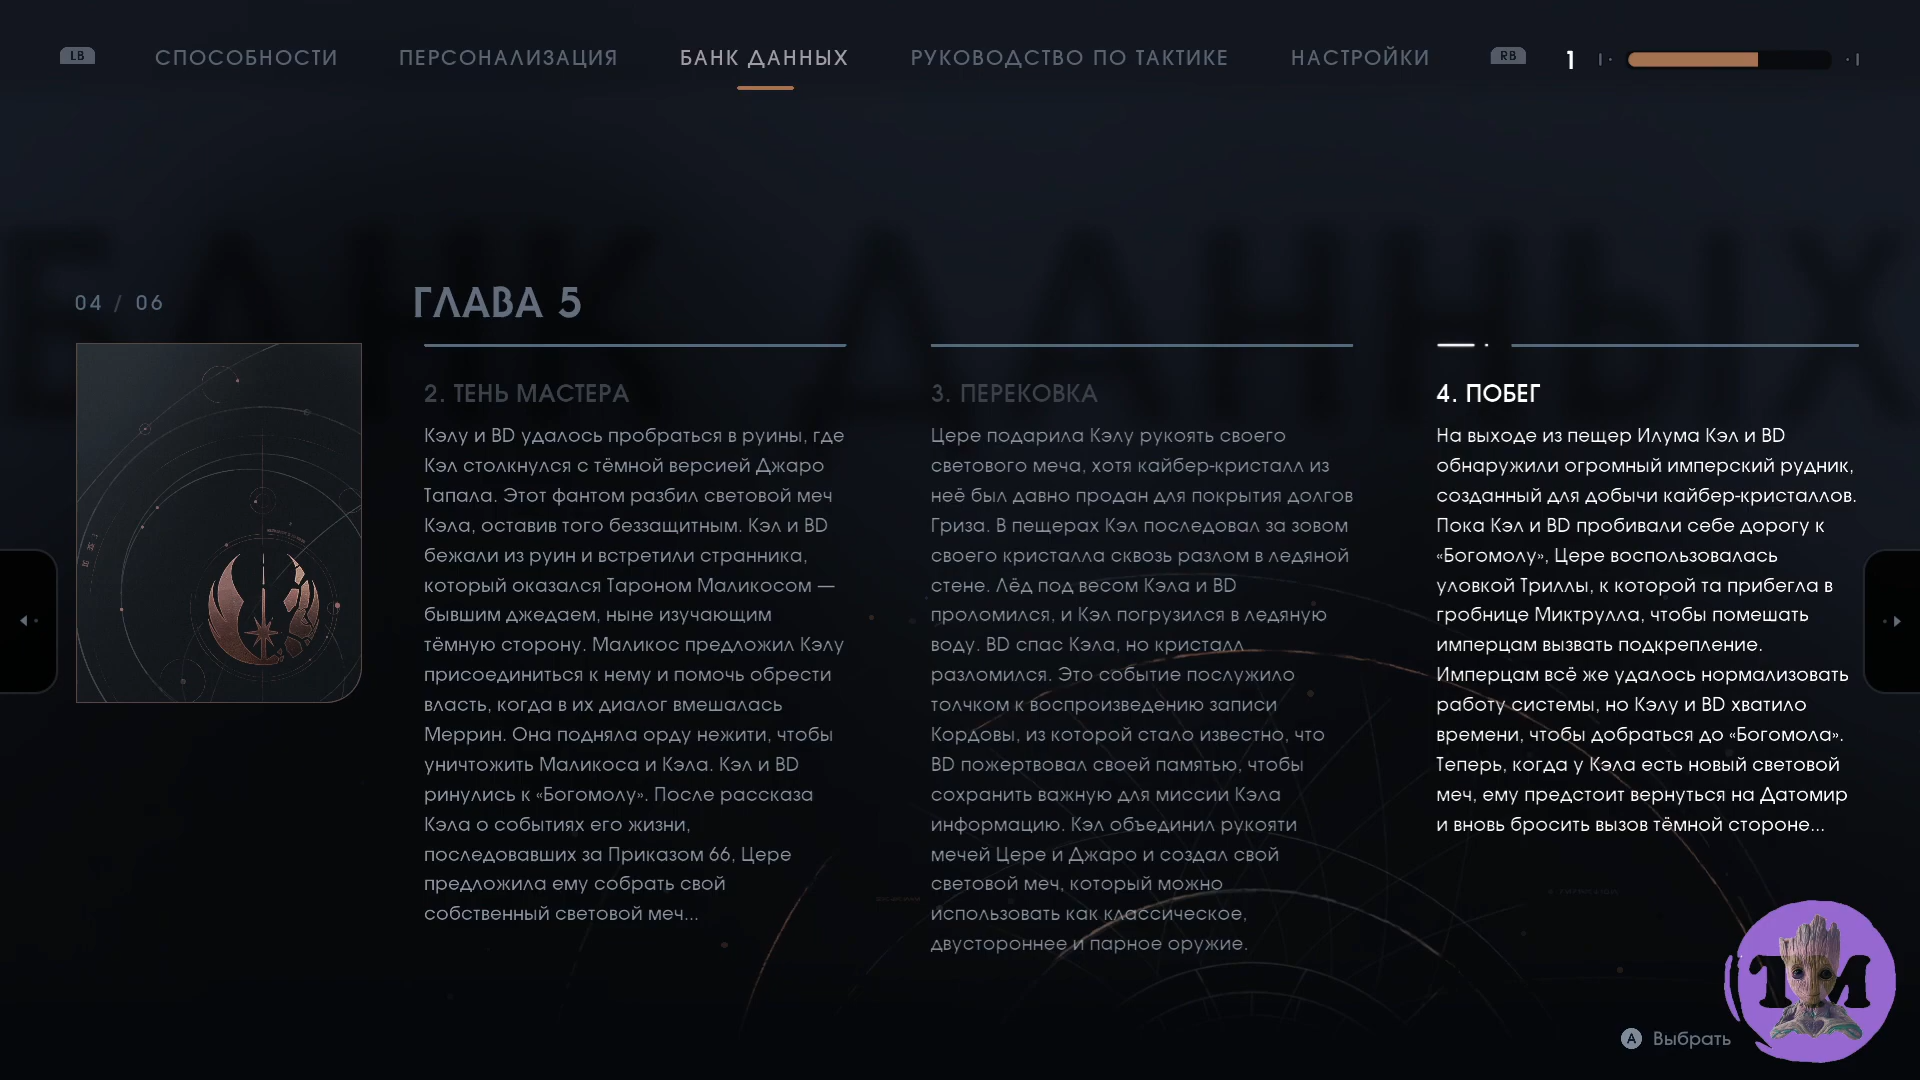 LB СПОСОБНОСТИ ПЕРСОНАЛИЗАЦИЯ БАНК ДАННЫХ РУКОВОДСТВО ПО ТАКТИКЕ НАСТРОЙКИ RB 1
БАНК ДАННЫХ
04 / 06
ГЛАВА 5
2. ТЕНЬ МАСТЕРА
Кэлу и BD удалось пробраться в руины, где
Кэл столкнулся с тёмной версией Джаро
Тапала. Этот фантом разбил световой меч
Кэла, оставив того беззащитным. Кэл и BD
бежали из руин и встретили странника,
который оказался Тароном Маликосом —
бывшим джедаем, ныне изучающим
тёмную сторону. Маликос предложил Кэлу
присоединиться к нему и помочь обрести
власть, когда в их диалог вмешалась
Меррин. Она подняла орду нежити, чтобы
уничтожить Маликоса и Кэла. Кэл и BD
ринулись к «Богомолу». После рассказа
Кэла о событиях его жизни,
последовавших за Приказом 66, Цере
предложила ему собрать свой
собственный световой меч...
3. ПЕРЕКОВКА
Цере подарила Кэлу рукоять своего
светового меча, хотя кайбер-кристалл из
неё был давно продан для покрытия долгов
Гриза. В пещерах Кэл последовал за зовом
своего кристалла сквозь разлом в ледяной
стене. Лёд под весом Кэла и BD
проломился, и Кэл погрузился в ледяную
воду. BD спас Кэла, но кристалл
разломился. Это событие послужило
толчком к воспроизведению записи
Кордовы, из которой стало известно, что
BD пожертвовал своей памятью, чтобы
сохранить важную для миссии Кэла
информацию. Кэл объединил рукояти
мечей Цере и Джаро и создал свой
световой меч, который можно
использовать как классическое,
двустороннее и парное оружие.
4. ПОБЕГ
На выходе из пещер Илума Кэл и BD
обнаружили огромный имперский рудник,
созданный для добычи кайбер-кристаллов.
Пока Кэл и BD пробивали себе дорогу к
«Богомолу», Цере воспользовалась
уловкой Триллы, к которой та прибегла в
гробнице Миктрулла, чтобы помешать
имперцам вызвать подкрепление.
Имперцам всё же удалось нормализовать
работу системы, но Кэлу и BD хватило
времени, чтобы добраться до «Богомола».
Теперь, когда у Кэла есть новый световой
меч, ему предстоит вернуться на Датомир
и вновь бросить вызов тёмной стороне...
A Выбрать